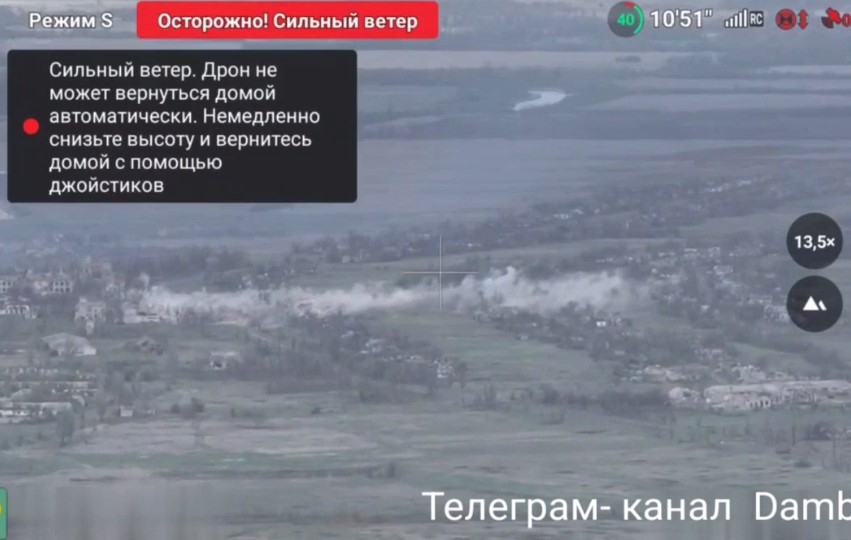 Режим S
Осторожно! Сильный ветер
40
10'51"
RC
Сильный ветер. Дрон не
может вернуться домой
автоматически. Немедленно
снизьте высоту и вернитесь
домой с помощью
джойстиков
13,5×
Телеграм- канал Damb